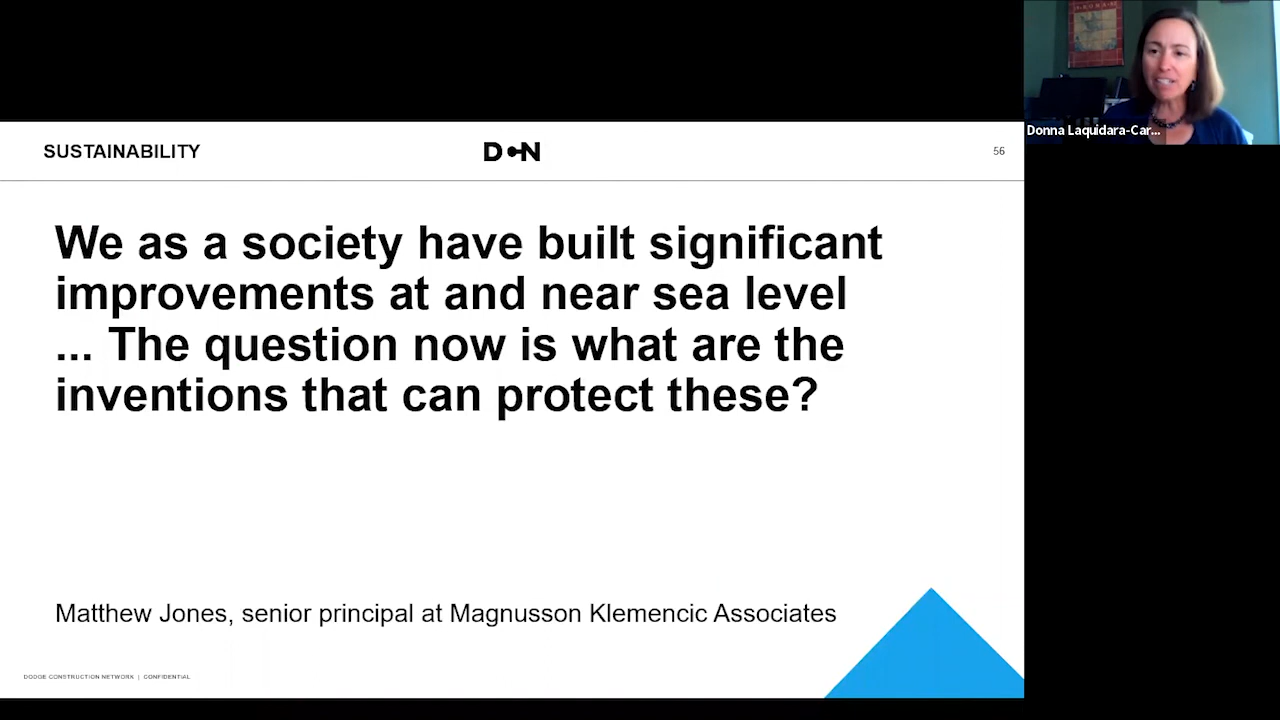 SUSTAINABILITY
56
We as a society have built significant
improvements at and near sea level
... The question now is what are the
inventions that can protect these?
Matthew Jones, senior principal at Magnusson Klemencic Associates
DODGE CONSTRUCTION NETWORK | CONFIDENTIAL
Donna Laquidara-Car...